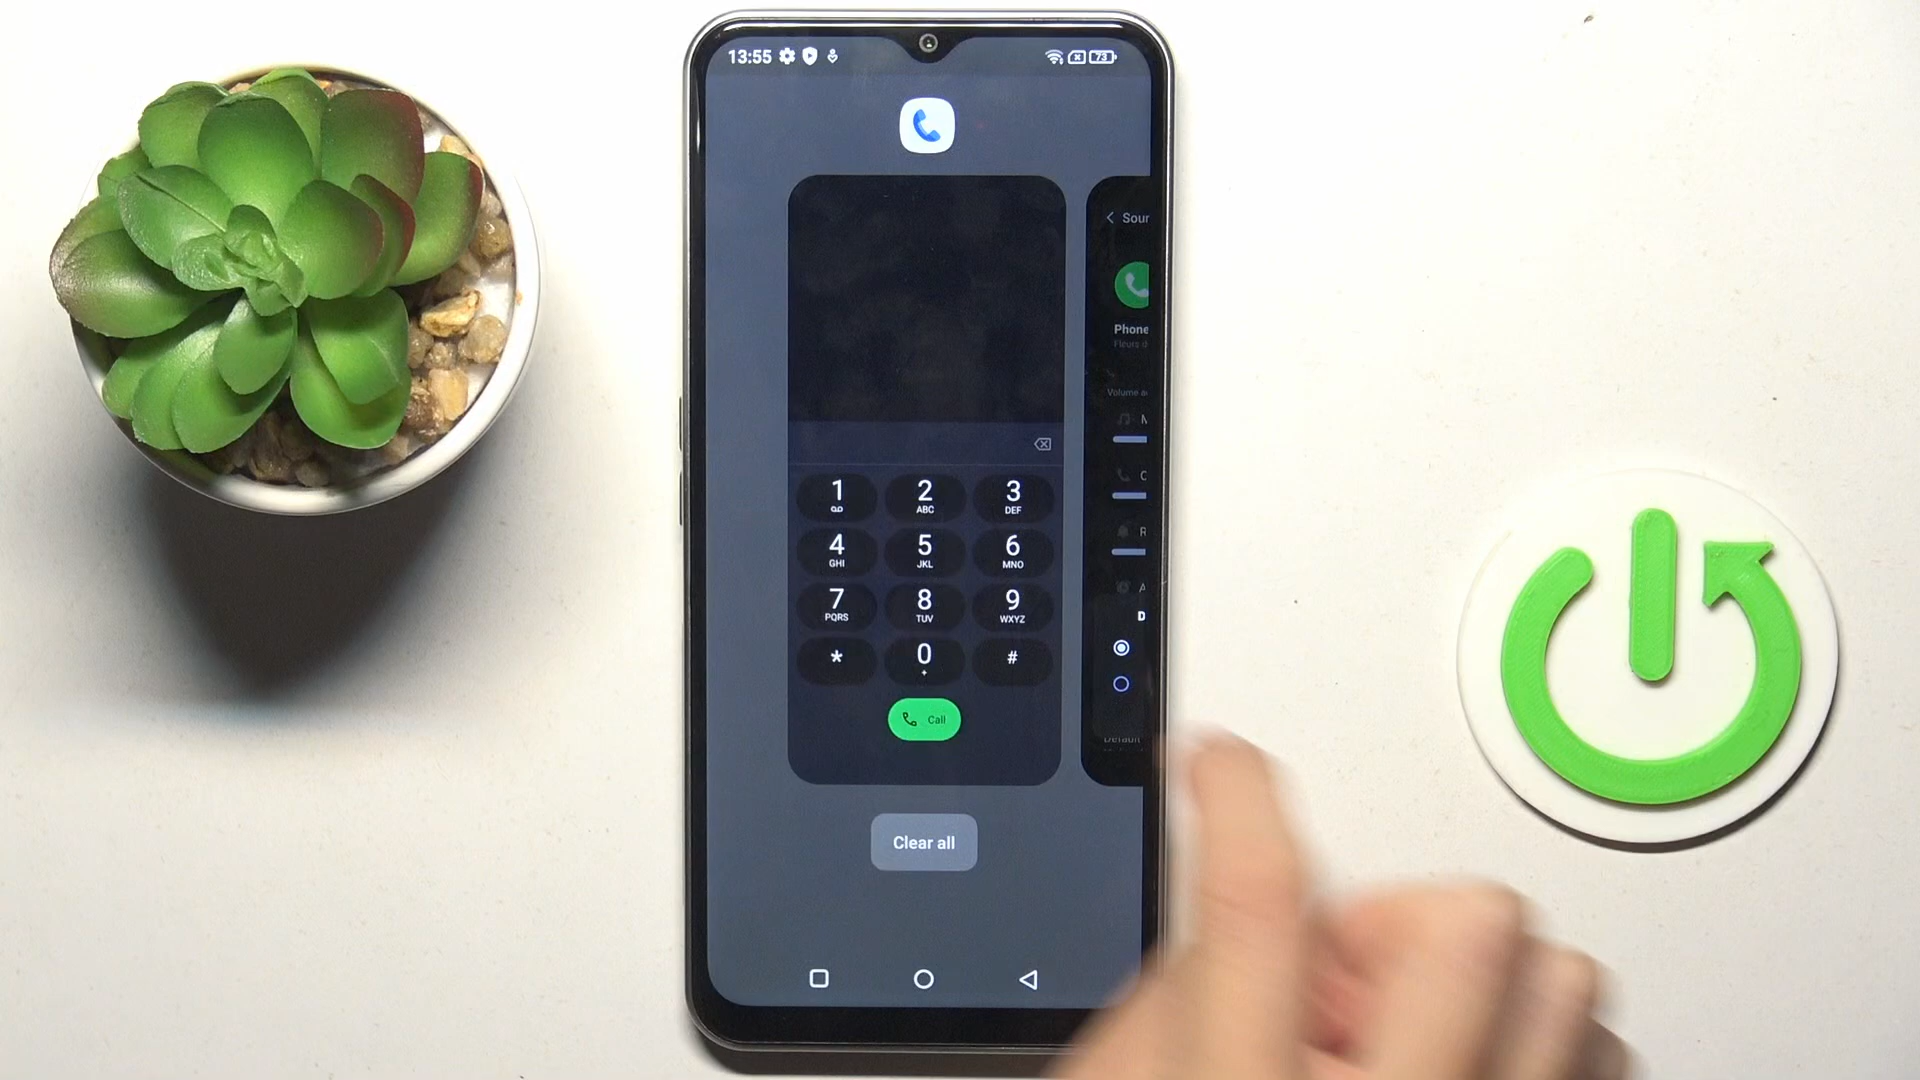 13:55 73
Sour
Phone
Fleurs d
Volume a
M
C
R
A
D
1 2 3
ABC DEF
4 5 6
GHI JKL MNO
7 8 9
PQRS TUV WXYZ
* 0 #
+
Call
Default
Clear all